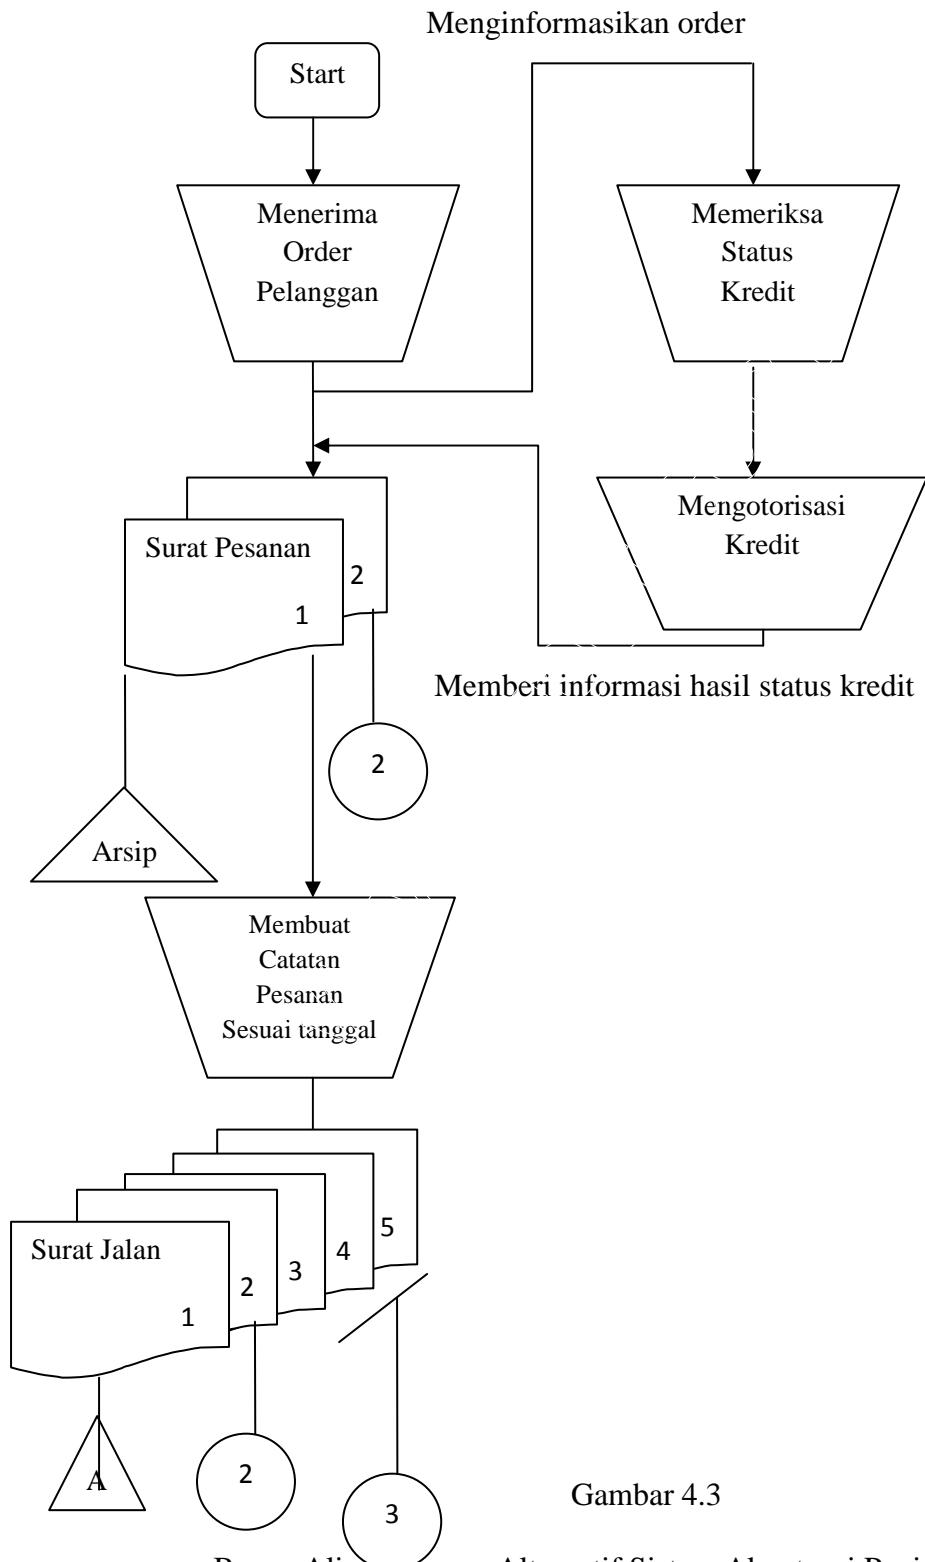 Menginformasikan order
Start
Menerima
Order
Pelanggan
Memeriksa
Status
Kredit
Mengotorisasi
Kredit
Surat Pesanan
2
1
Memberi informasi hasil status kredit
2
Arsip
Membuat
Catatan
Pesanan
Sesuai tanggal
5
4
3
2
Surat Jalan
1
A
2
3
Gambar 4.3